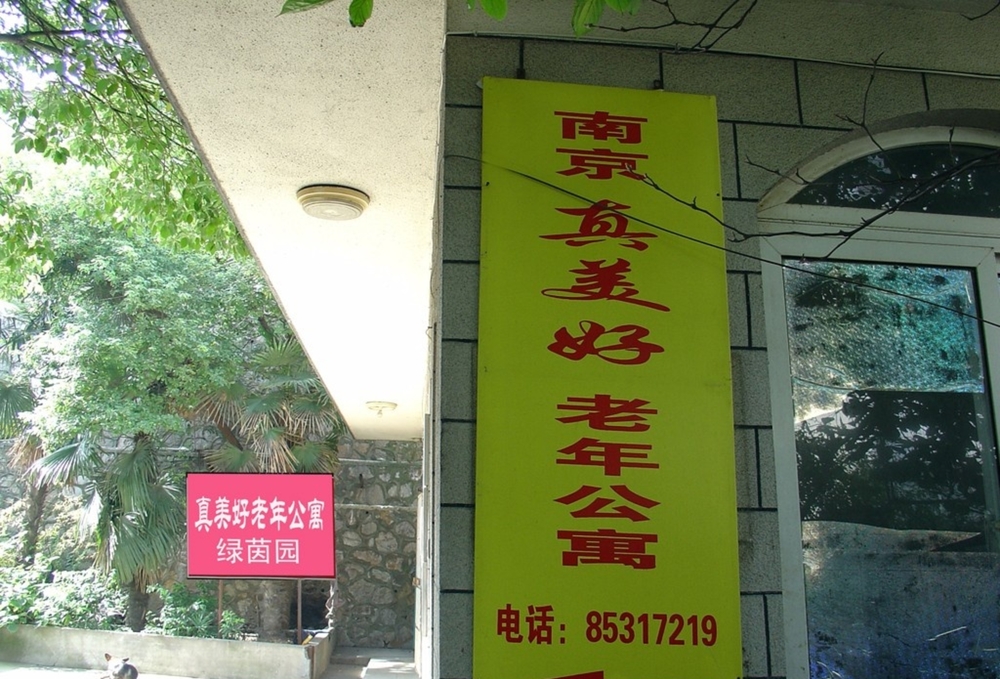 南京 真美好 老年公寓
电话：85317219
真美好老年公寓
绿茵园